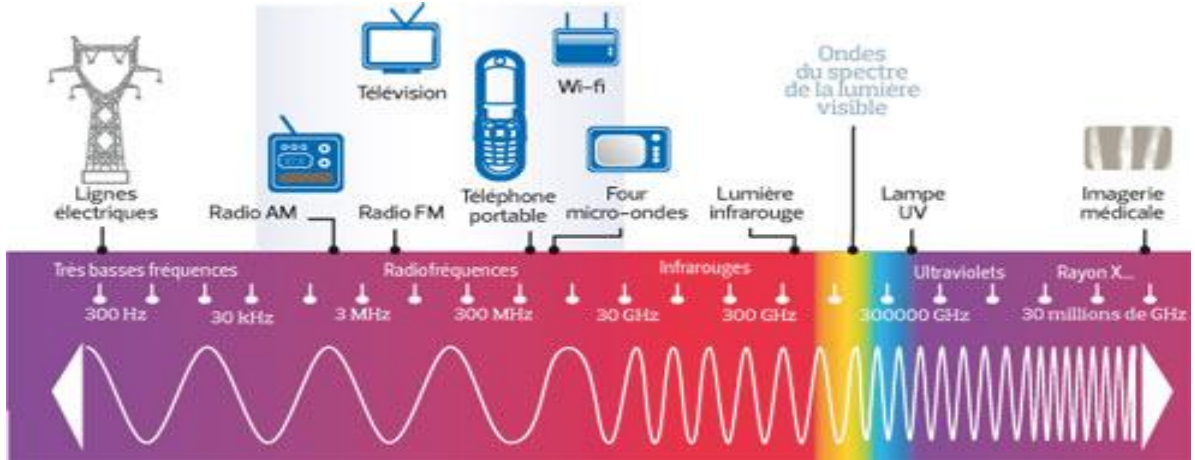 Télévision
Wi-fi
Ondes
du spectre
de la lumière
visible
Lignes
électriques
Radio AM
Radio FM
Téléphone
portable
Four
micro-ondes
Lumière
infrarouge
Lampe
UV
Imagerie
médicale
Très basses fréquences
Radiofréquences
Infrarouges
Ultraviolets
Rayon X...
300 Hz
30 kHz
3 MHz
300 MHz
30 GHz
300 GHz
300000 GHz
30 millions de GHz